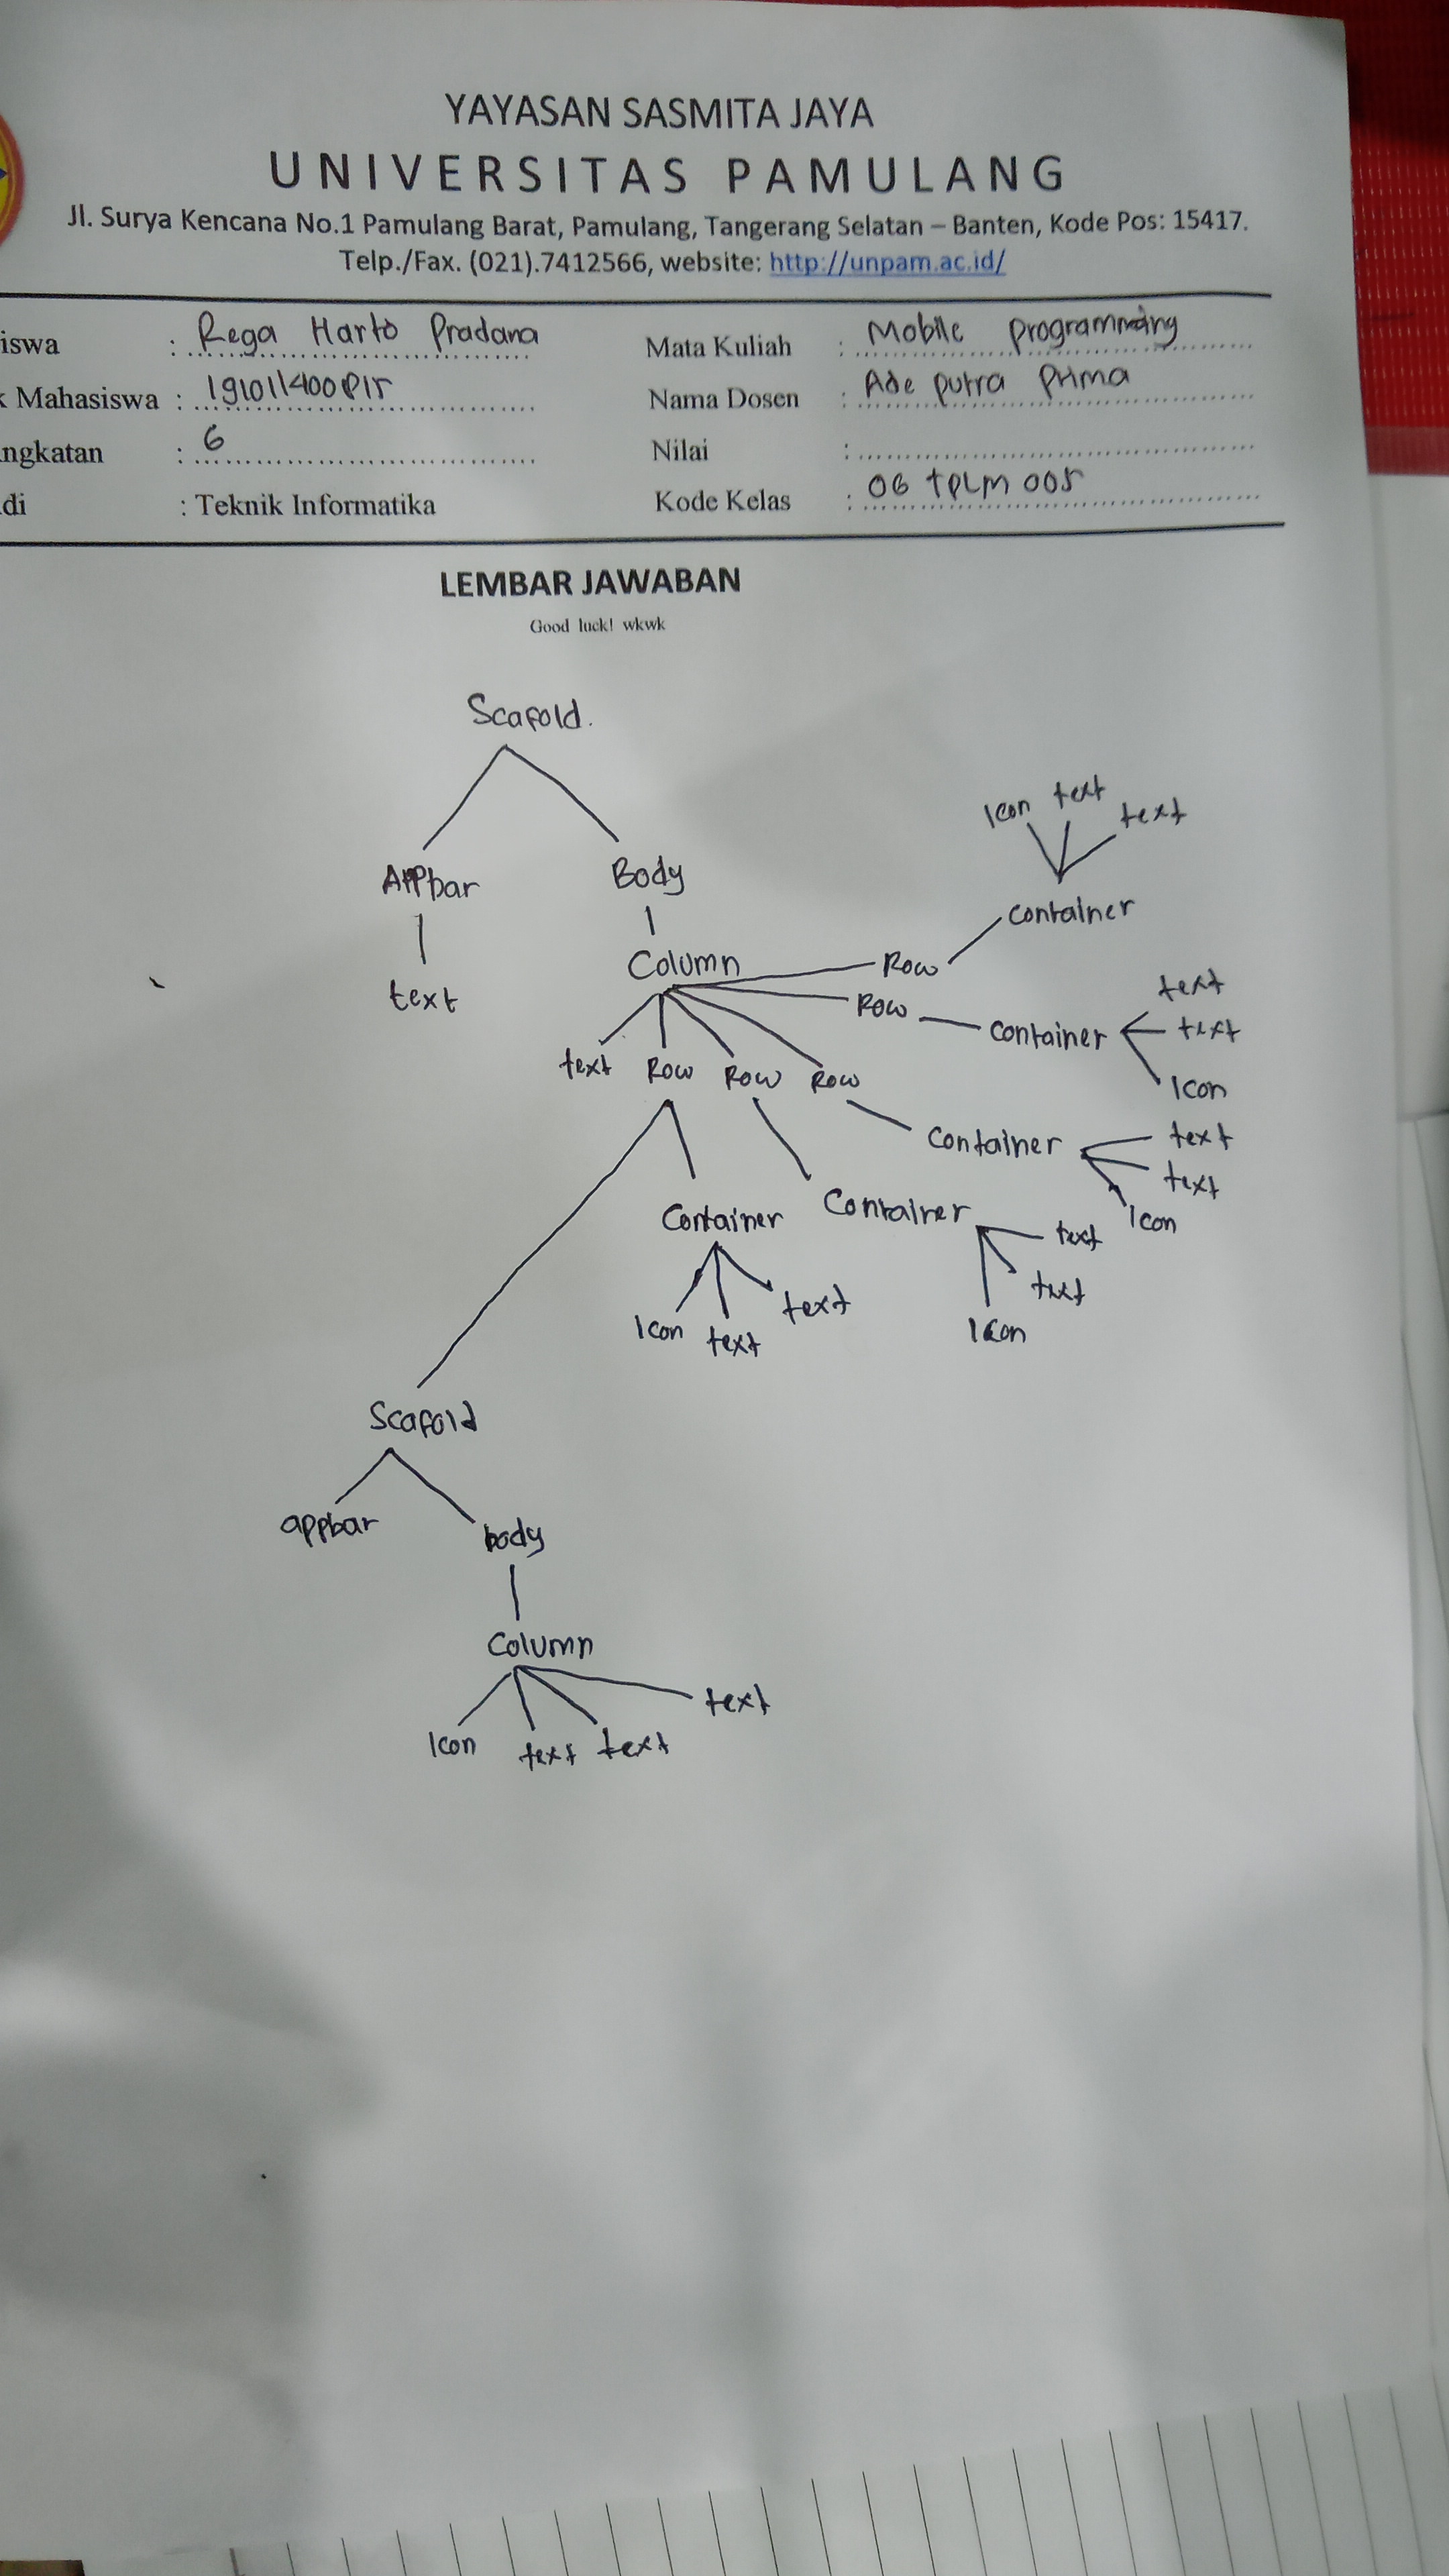 YAYASAN SASMITA JAYA
UNIVERSITAS PAMULANG
Jl. Surya Kencana No.1 Pamulang Barat, Pamulang, Tangerang Selatan – Banten, Kode Pos: 15417.
Telp./Fax. (021).7412566, website: http://unpam.ac.id/
iswa : Rega Harto Pradana Mata Kuliah : Mobile programming
Mahasiswa : Nama Dosen : Ade putra Prima
ngkatan : 6 Nilai :
di : Teknik Informatika Kode Kelas : 06 tplm 005
LEMBAR JAWABAN
Good luck! wkwk
Scafold.
Icon text text
Appbar Body container
Column Row
text Row text
container text
text Row Row Row Icon
container text
text
Container Container Icon
text
text
Icon text text Icon
Scafold
appbar body
Column
text
Icon text text